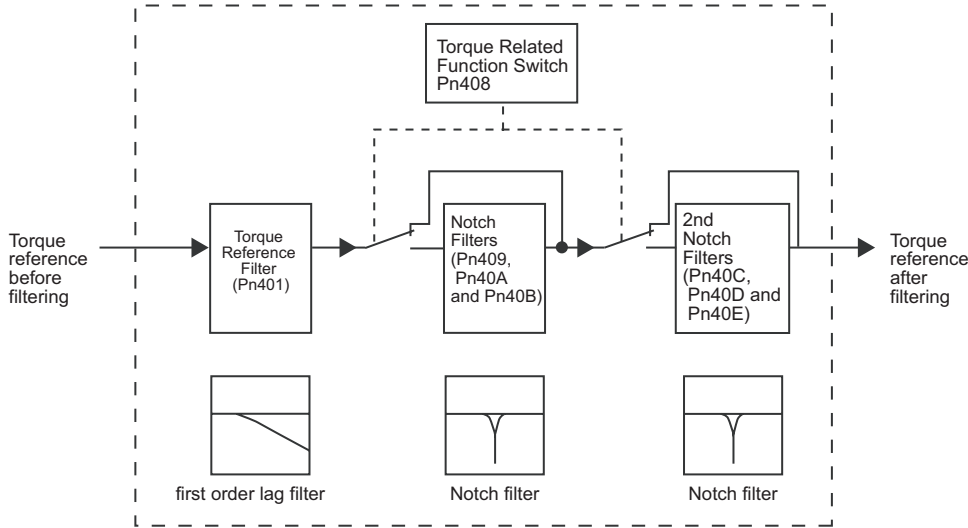 Torque Related
Function Switch
Pn408
Torque
reference
before
filtering
Torque
Reference
Filter
(Pn401)
Notch
Filters
(Pn409,
Pn40A
and Pn40B)
2nd
Notch
Filters
(Pn40C,
Pn40D and
Pn40E)
Torque
reference
after
filtering
first order lag filter
Notch filter
Notch filter